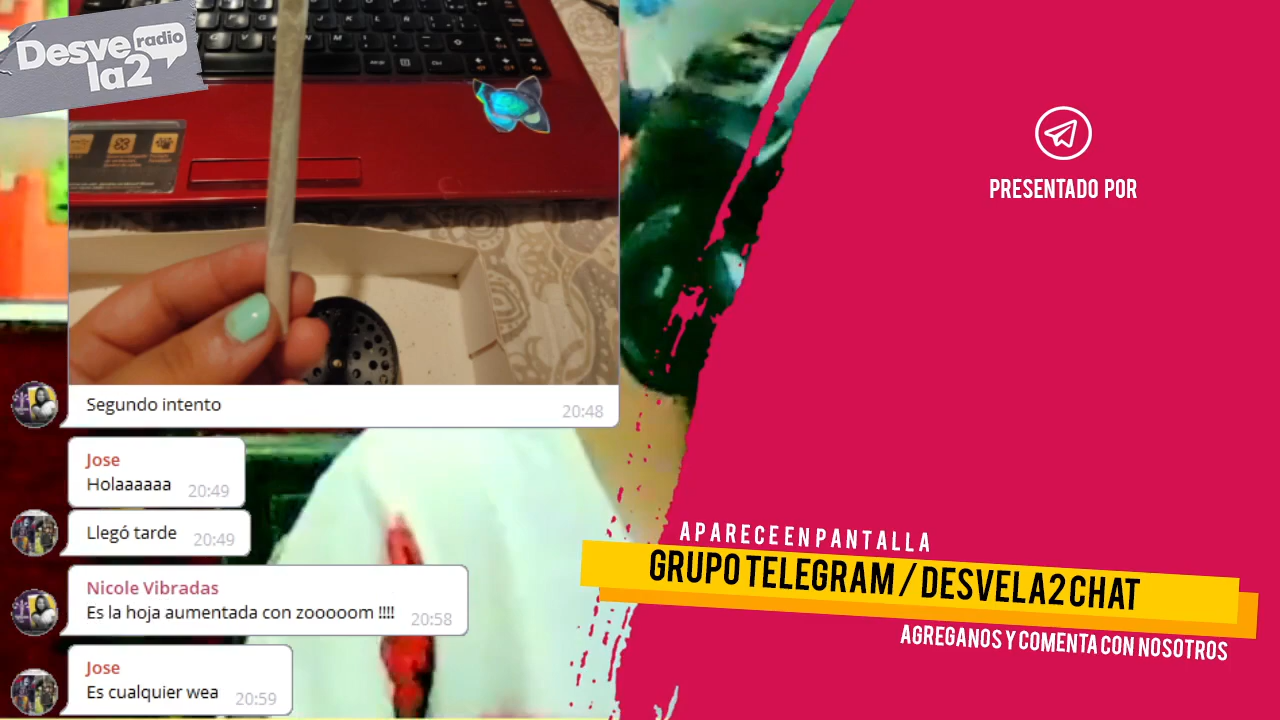 Desve radio
la2
PRESENTADO POR
Segundo intento
20:48
Jose
Holaaaaaa 20:49
Llegó tarde 20:49
Nicole Vibradas
Es la hoja aumentada con zooooom !!!! 20:58
Jose
Es cualquier wea 20:59
APARECE EN PANTALLA
GRUPO TELEGRAM / DESVELA2 CHAT
AGREGANOS Y COMENTA CON NOSOTROS